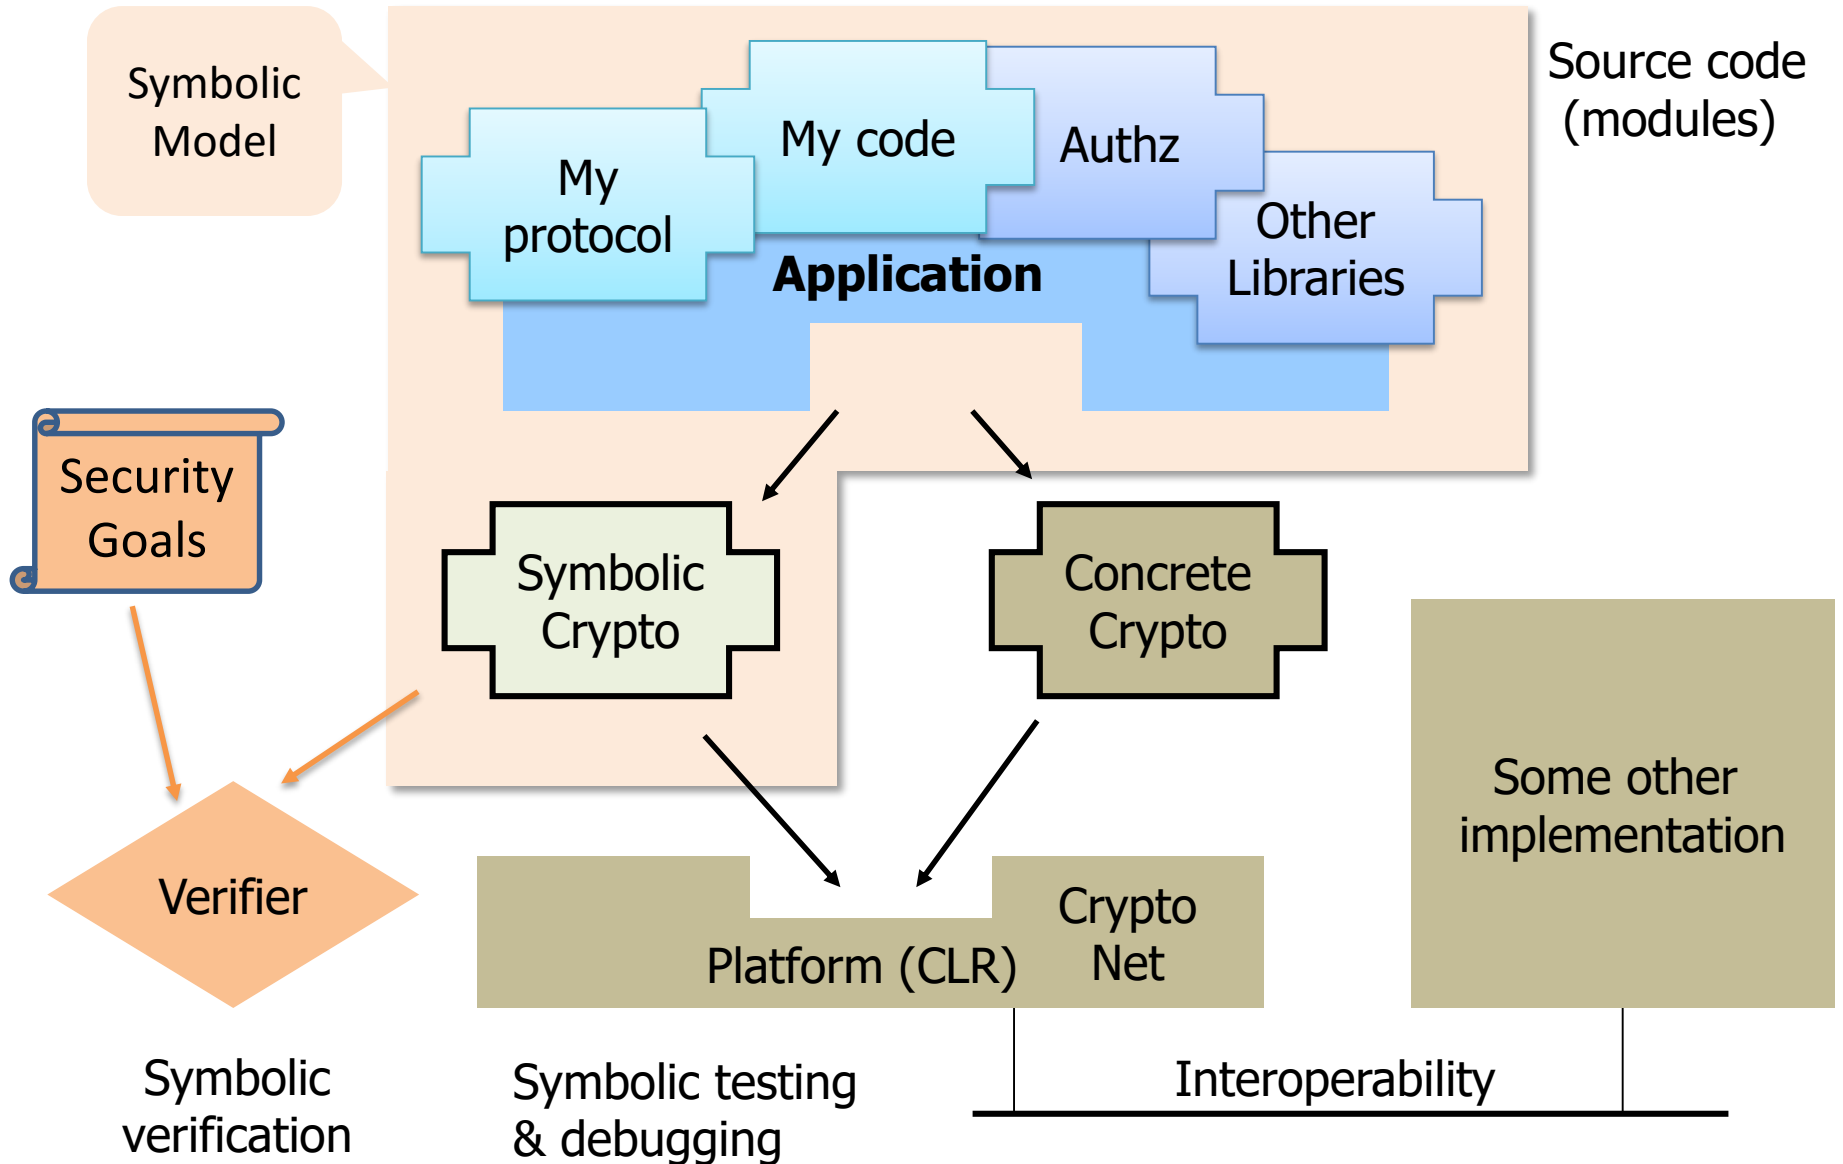 Symbolic
Model
My
protocol
My code
Authz
Other
Libraries
Application
Source code
(modules)
Security
Goals
Symbolic
Crypto
Concrete
Crypto
Some other
implementation
Verifier
Platform (CLR)
Crypto
Net
Symbolic
verification
Symbolic testing
& debugging
Interoperability